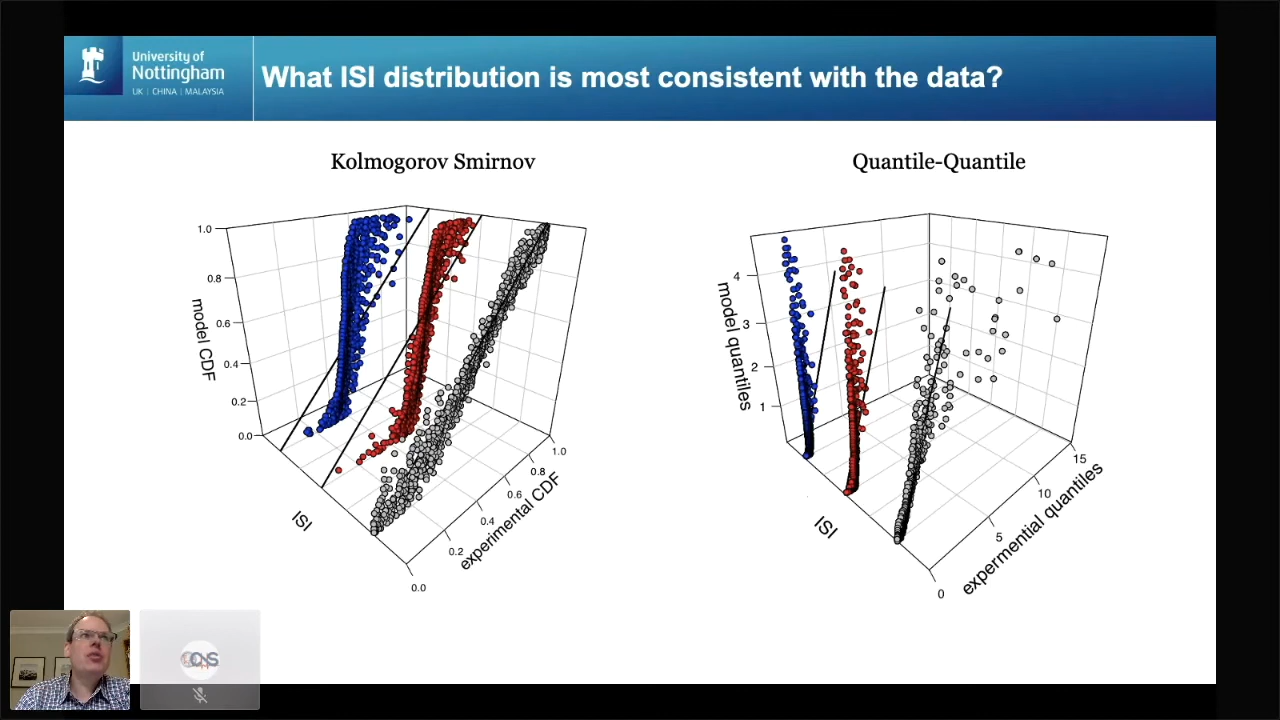 University of
Nottingham
UK | CHINA | MALAYSIA
What ISI distribution is most consistent with the data?
Kolmogorov Smirnov
Quantile-Quantile
1.0
0.8
0.6
0.4
0.2
0.0
model CDF
ISI
0.0
0.2
0.4
0.6
0.8
1.0
experimental CDF
4
3
2
1
model quantiles
ISI
0
5
10
15
expermential quantiles